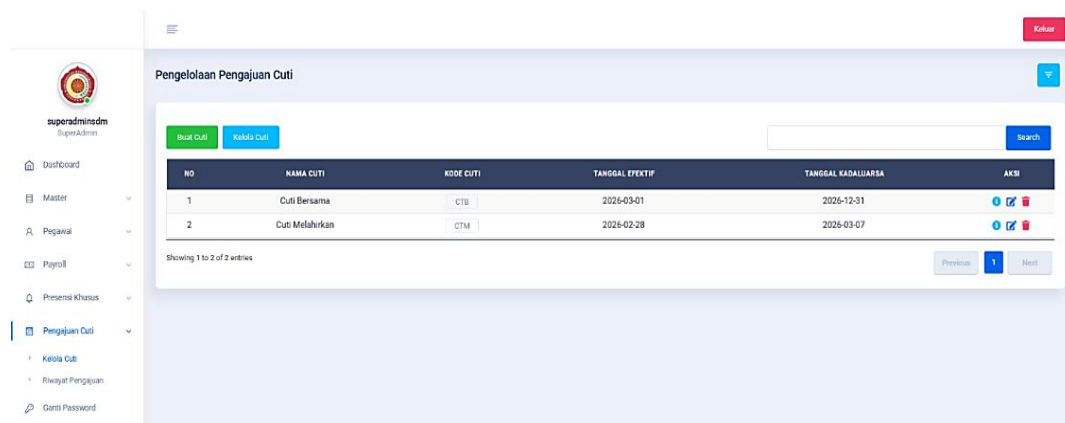 Keluar
Pengelolaan Pengajuan Cuti
superadminsdm
SuperAdmin
Dashboard
Master
Pegawai
Payroll
Presensi Khusus
Pengajuan Cuti
Kelola Cuti
Riwayat Pengajuan
Ganti Password
Buat Cuti Kelola Cuti Search
NO NAMA CUTI KODE CUTI TANGGAL EFEKTIF TANGGAL KADALUARSA AKSI
1 Cuti Bersama CTB 2026-03-01 2026-12-31
2 Cuti Melahirkan CTM 2026-02-28 2026-03-07
Showing 1 to 2 of 2 entries
Previous 1 Next